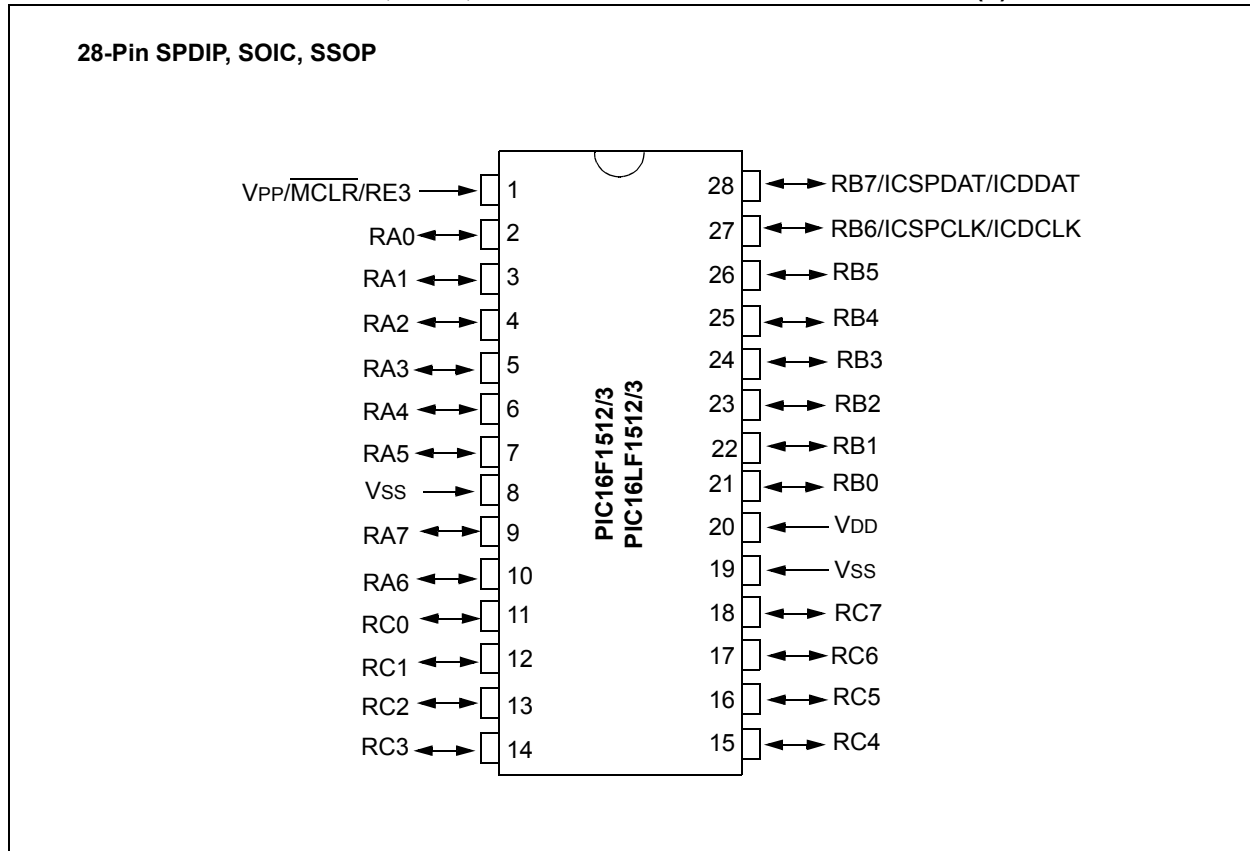 28-Pin SPDIP, SOIC, SSOP
VPP/MCLR/RE3 1 28 RB7/ICSPDAT/ICDDAT
RA0 2 27 RB6/ICSPCLK/ICDCLK
RA1 3 26 RB5
RA2 4 25 RB4
RA3 5 24 RB3
RA4 6 23 RB2
RA5 7 22 RB1
VSS 8 21 RB0
RA7 9 20 VDD
RA6 10 19 VSS
RC0 11 18 RC7
RC1 12 17 RC6
RC2 13 16 RC5
RC3 14 15 RC4
PIC16F1512/3
PIC16LF1512/3